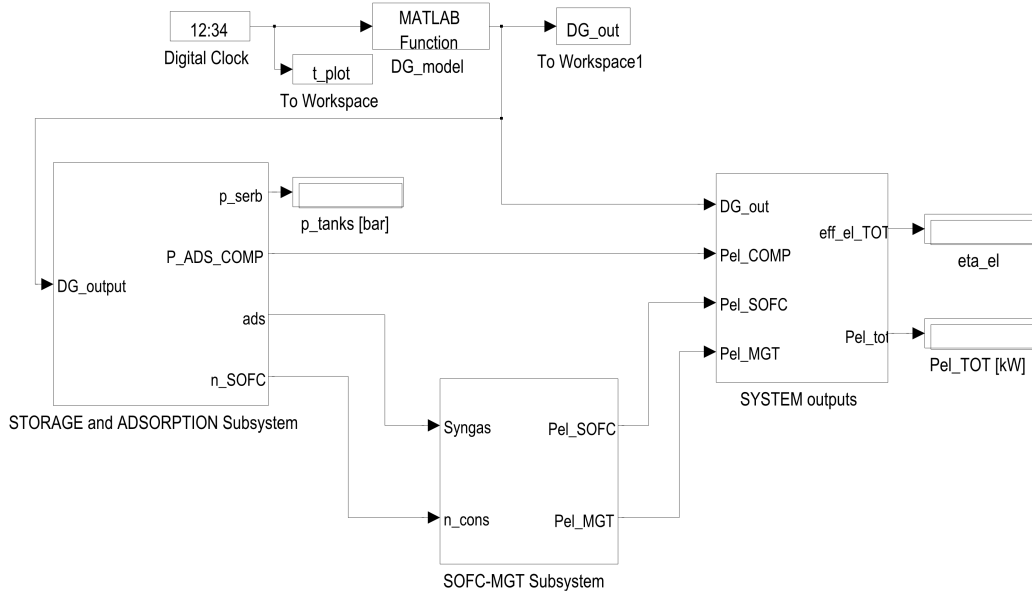 12:34
Digital Clock
t_plot
To Workspace
MATLAB
Function
DG_model
DG_out
To Workspace1
p_serb
p_tanks [bar]
P_ADS_COMP
DG_output
ads
n_SOFC
STORAGE and ADSORPTION Subsystem
Syngas
n_cons
Pel_SOFC
Pel_MGT
SOFC-MGT Subsystem
DG_out
Pel_COMP
Pel_SOFC
Pel_MGT
eff_el_TOT
Pel_tot
SYSTEM outputs
eta_el
Pel_TOT [kW]